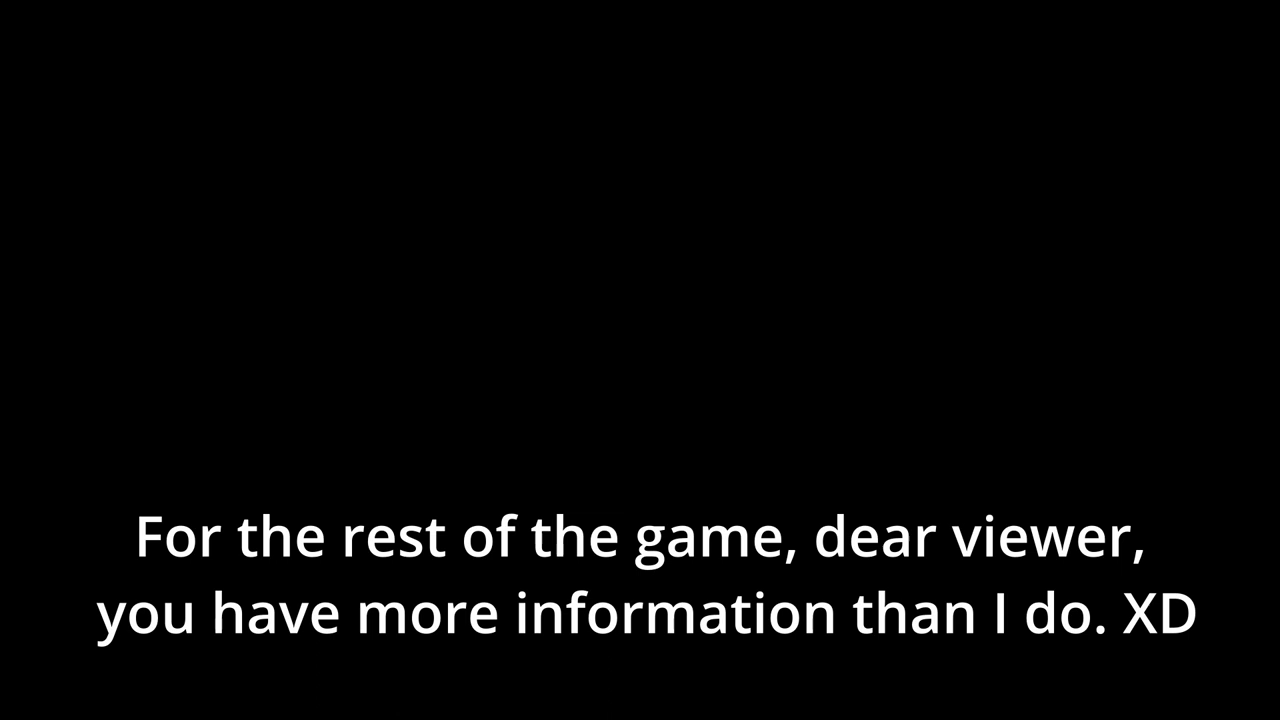 For the rest of the game, dear viewer,
you have more information than I do. XD